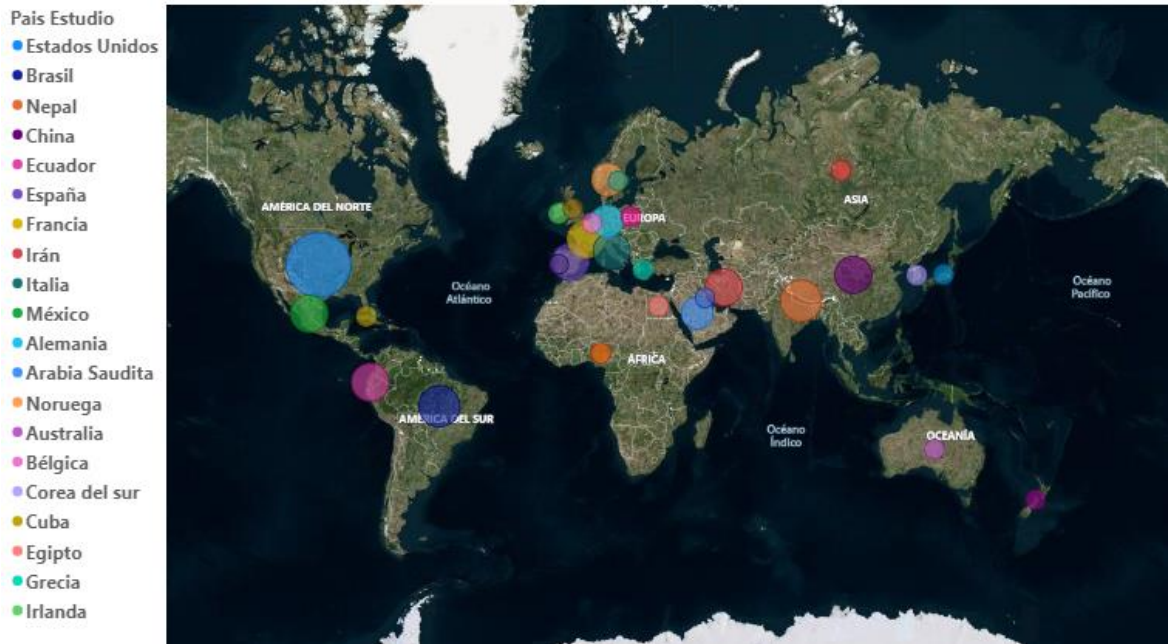 Pais Estudio
Estados Unidos
Brasil
Nepal
China
Ecuador
España
Francia
Irán
Italia
México
Alemania
Arabia Saudita
Noruega
Australia
Bélgica
Corea del sur
Cuba
Egipto
Grecia
Irlanda
AMÉRICA DEL NORTE
EUROPA
ASIA
Océano
Atlántico
Océano
Pacífico
ÁFRICA
AMÉRICA DEL SUR
Océano
Índico
OCEANÍA